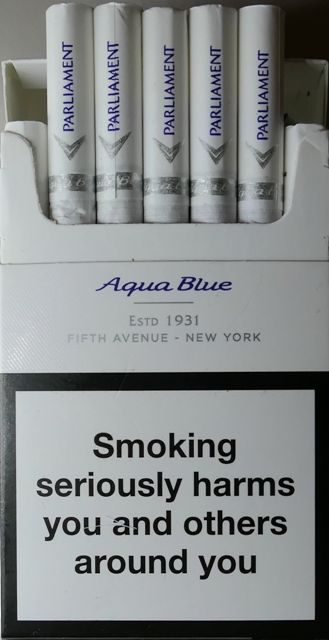 PARLIAMENT PARLIAMENT PARLIAMENT PARLIAMENT PARLIAMENT
Aqua Blue
ESTD 1931
FIFTH AVENUE - NEW YORK
Smoking
seriously harms
you and others
around you